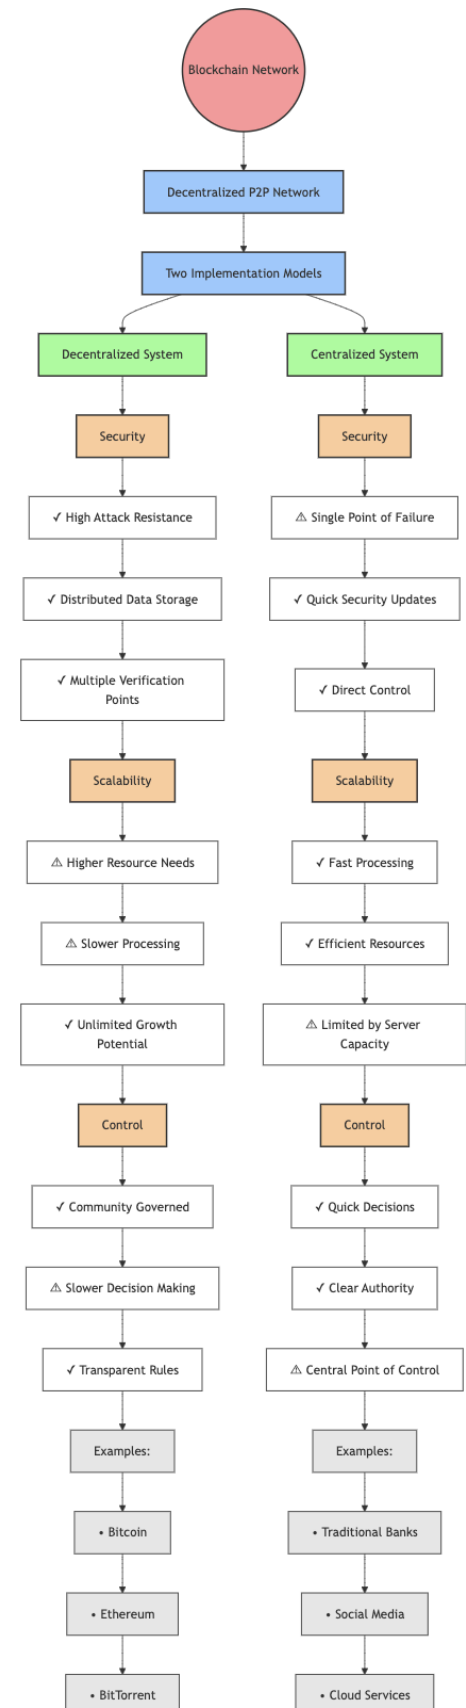 Blockchain Network
Decentralized P2P Network
Two Implementation Models
Decentralized System
Centralized System
Security
Security
✓ High Attack Resistance
⚠ Single Point of Failure
✓ Distributed Data Storage
✓ Quick Security Updates
✓ Multiple Verification
Points
✓ Direct Control
Scalability
Scalability
⚠ Higher Resource Needs
✓ Fast Processing
⚠ Slower Processing
✓ Efficient Resources
✓ Unlimited Growth
Potential
⚠ Limited by Server
Capacity
Control
Control
✓ Community Governed
✓ Quick Decisions
⚠ Slower Decision Making
✓ Clear Authority
✓ Transparent Rules
⚠ Central Point of Control
Examples:
Examples:
• Bitcoin
• Traditional Banks
• Ethereum
• Social Media
• BitTorrent
• Cloud Services